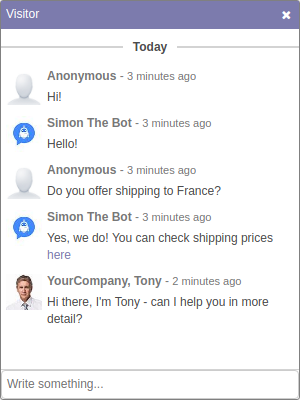 Visitor
Today
Anonymous - 3 minutes ago
Hi!
Simon The Bot - 3 minutes ago
Hello!
Anonymous - 3 minutes ago
Do you offer shipping to France?
Simon The Bot - 3 minutes ago
Yes, we do! You can check shipping prices
here
YourCompany, Tony - 2 minutes ago
Hi there, I'm Tony - can I help you in more
detail?
Write something...